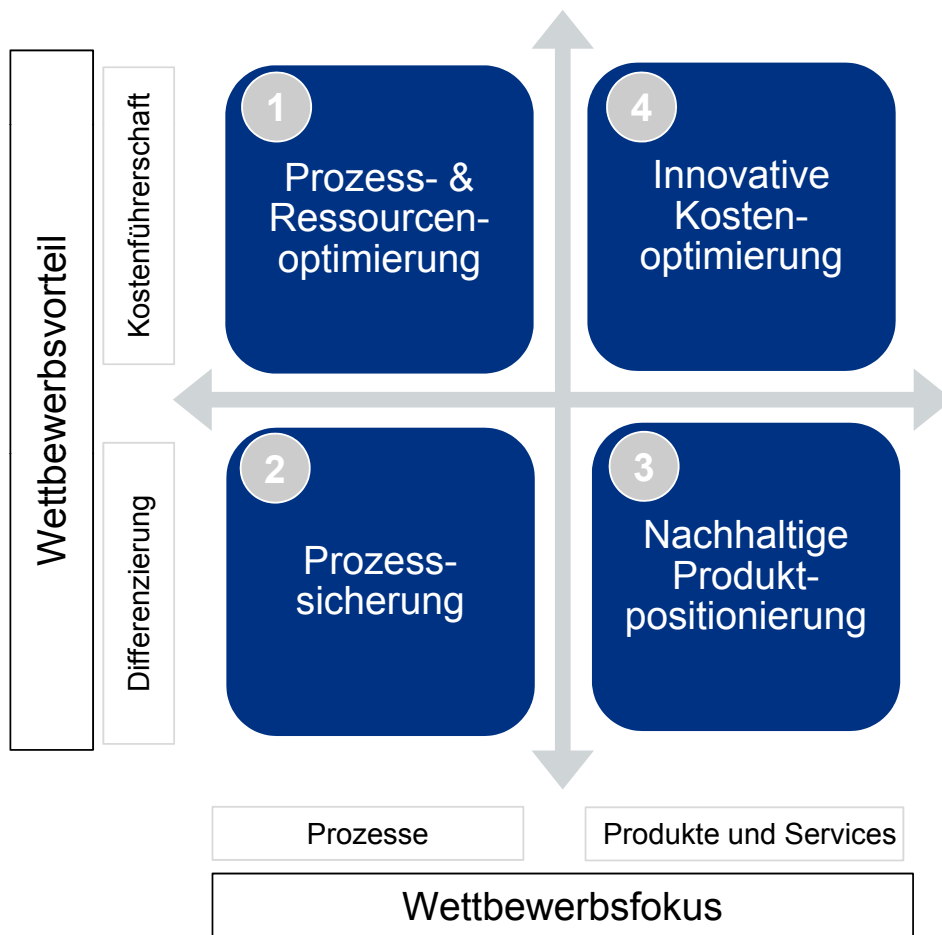 Wettbewerbsvorteil
Kostenführerschaft
1
Prozess- &
Ressourcen-
optimierung
4
Innovative
Kosten-
optimierung
Differenzierung
2
Prozess-
sicherung
3
Nachhaltige
Produkt-
positionierung
Prozesse
Produkte und Services
Wettbewerbsfokus